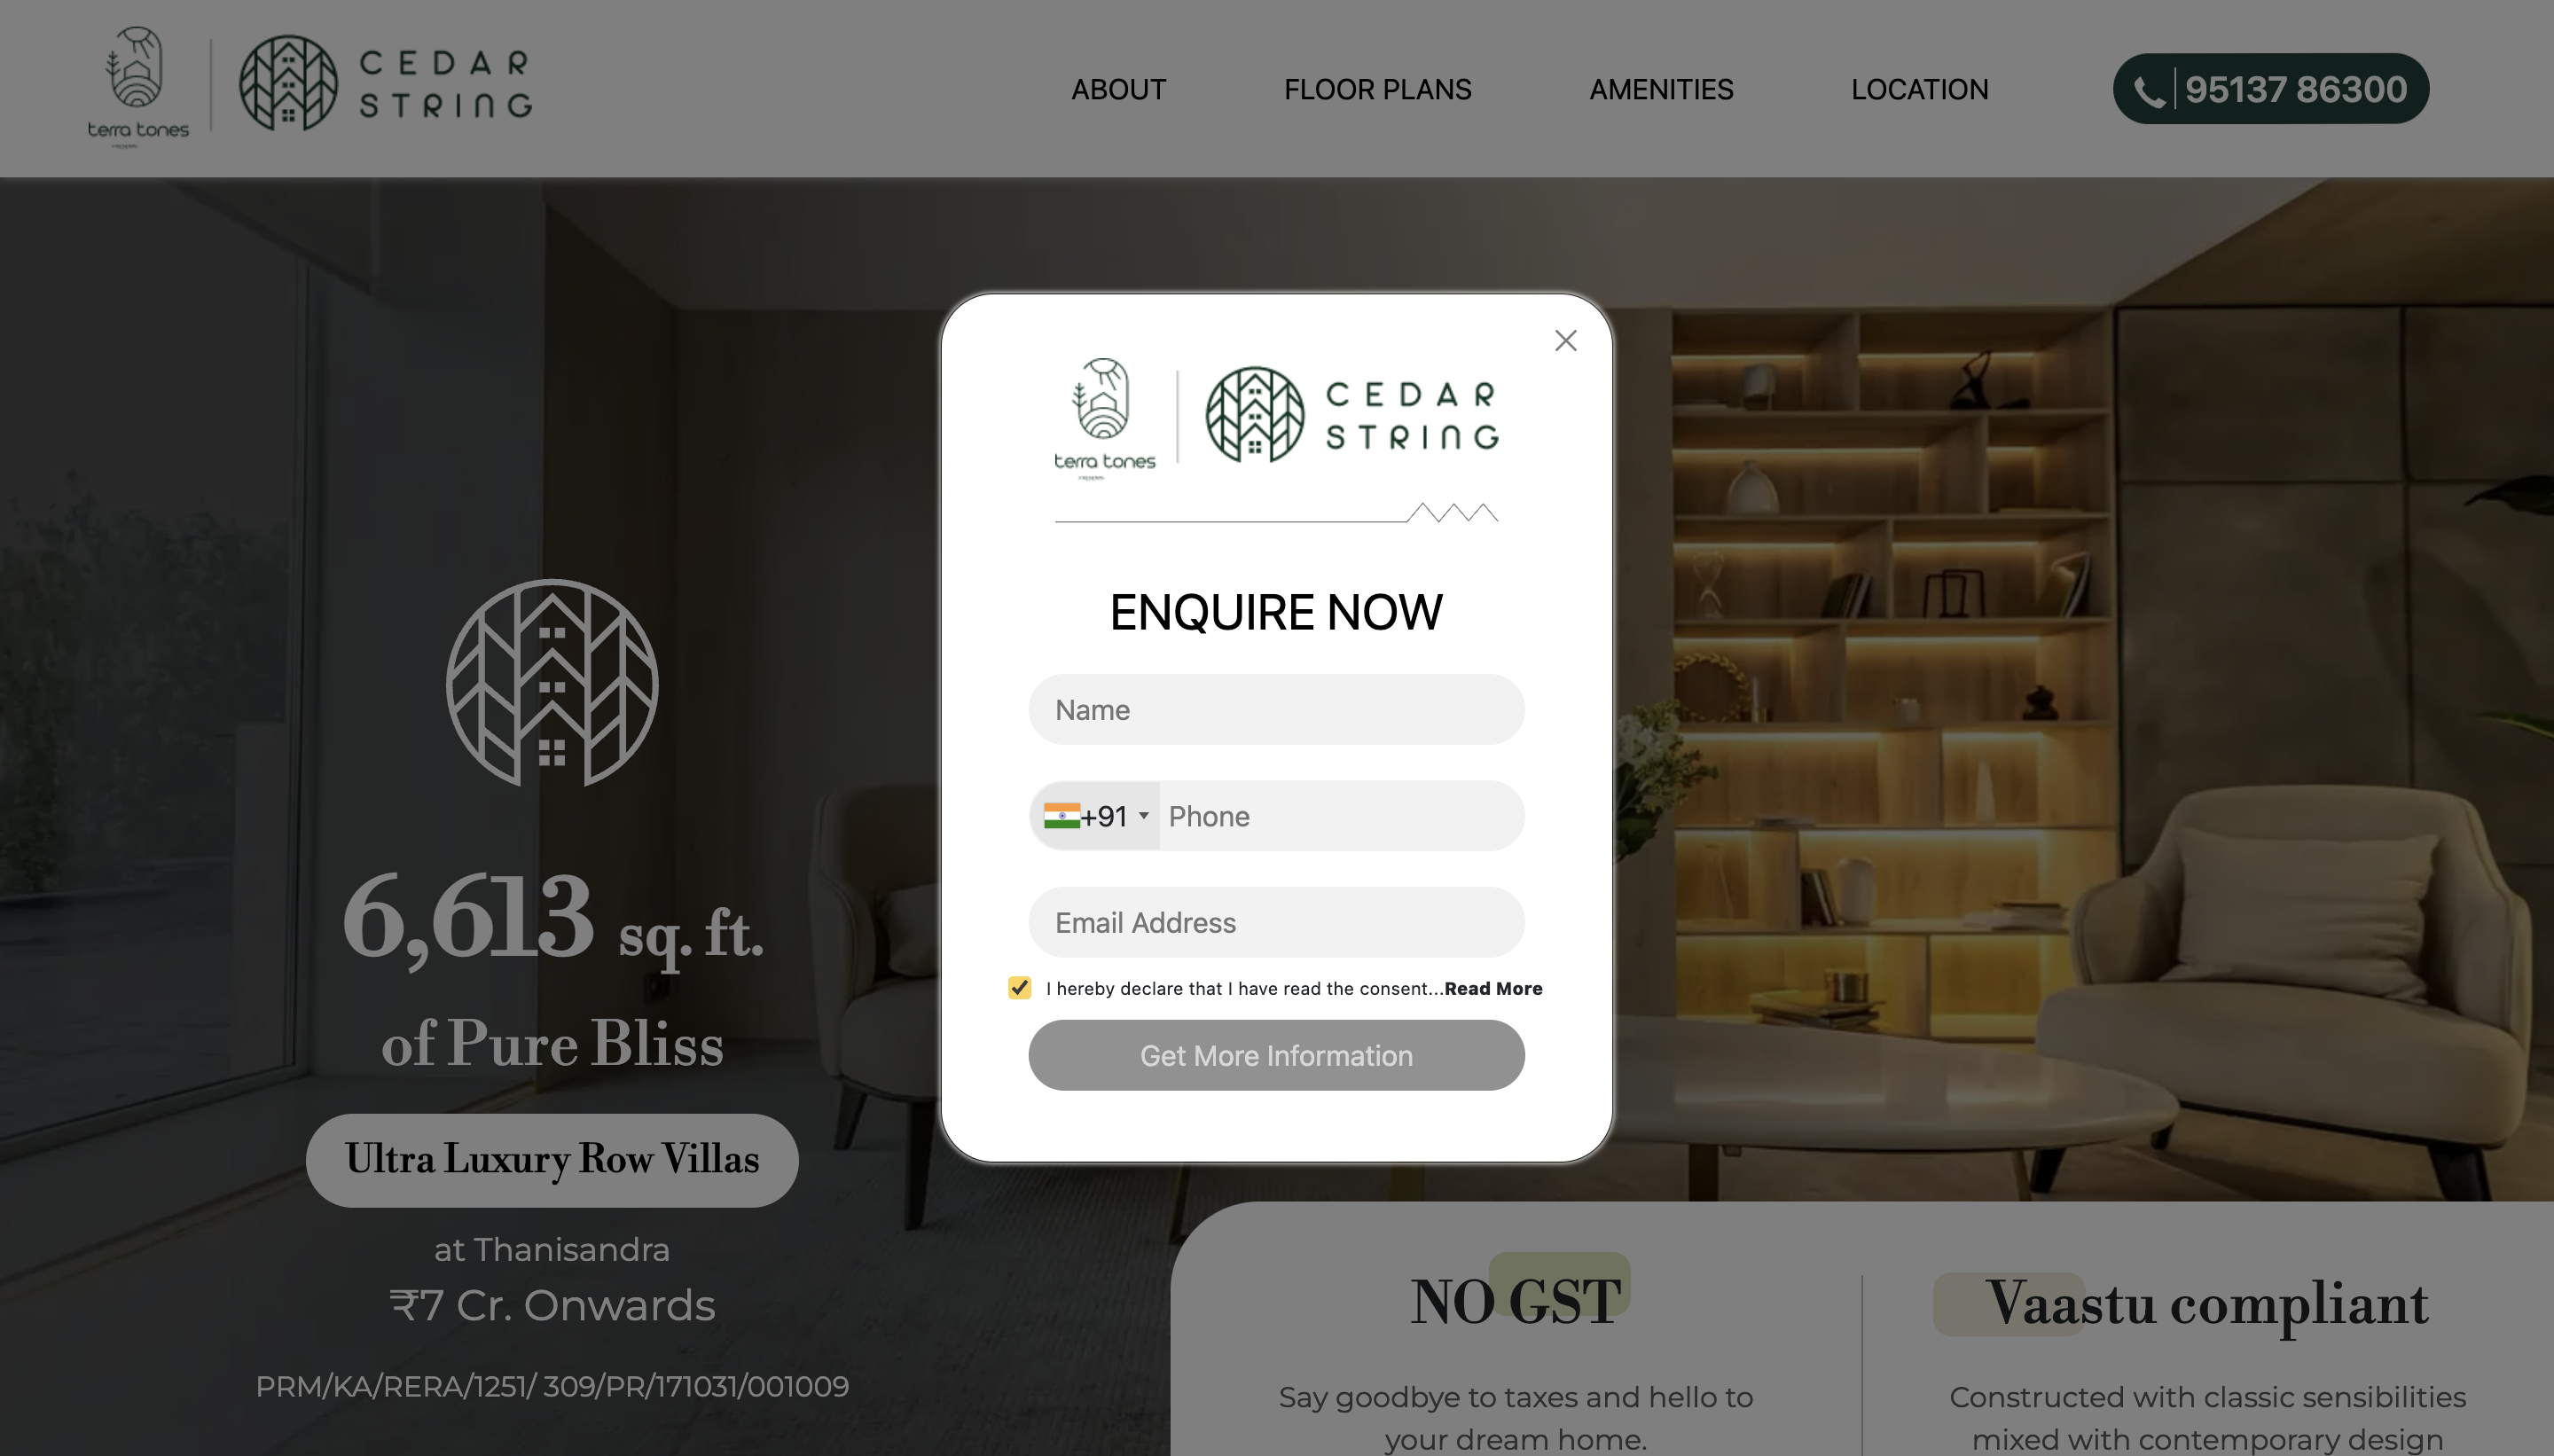 terra tones
CEDAR
STRING
ABOUT
FLOOR PLANS
AMENITIES
LOCATION
95137 86300
terra tones
CEDAR
STRING
ENQUIRE NOW
Name
+91
Phone
Email Address
I hereby declare that I have read the consent...Read More
Get More Information
6,613 sq. ft.
of Pure Bliss
Ultra Luxury Row Villas
at Thanisandra
₹7 Cr. Onwards
PRM/KA/RERA/1251/ 309/PR/171031/001009
NO GST
Say goodbye to taxes and hello to
your dream home.
Vaastu compliant
Constructed with classic sensibilities
mixed with contemporary design